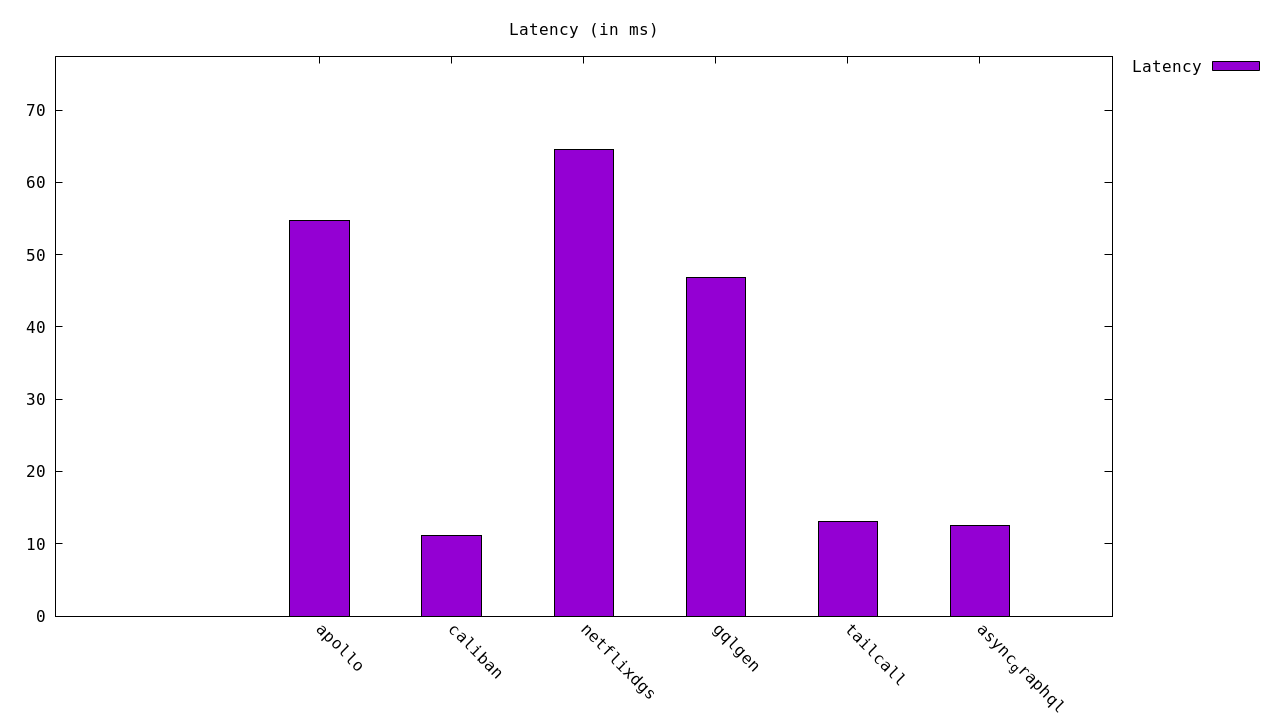 Latency (in ms)
Latency
70
60
50
40
30
20
10
0
apollo
caliban
netflixdgs
gqlgen
tailcall
asyncgraphql